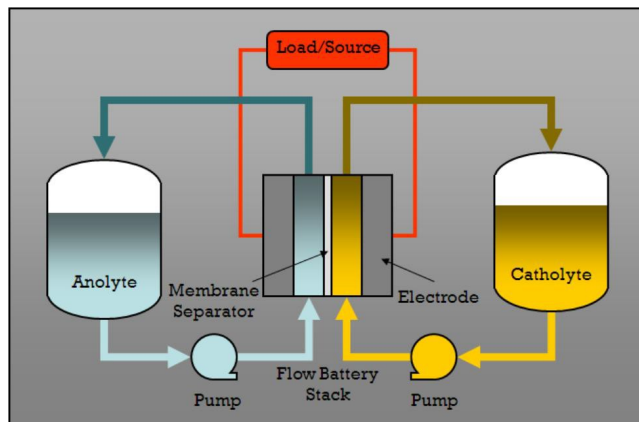 Load/Source
Anolyte
Catholyte
Membrane
Separator
Electrode
Flow Battery
Stack
Pump
Pump